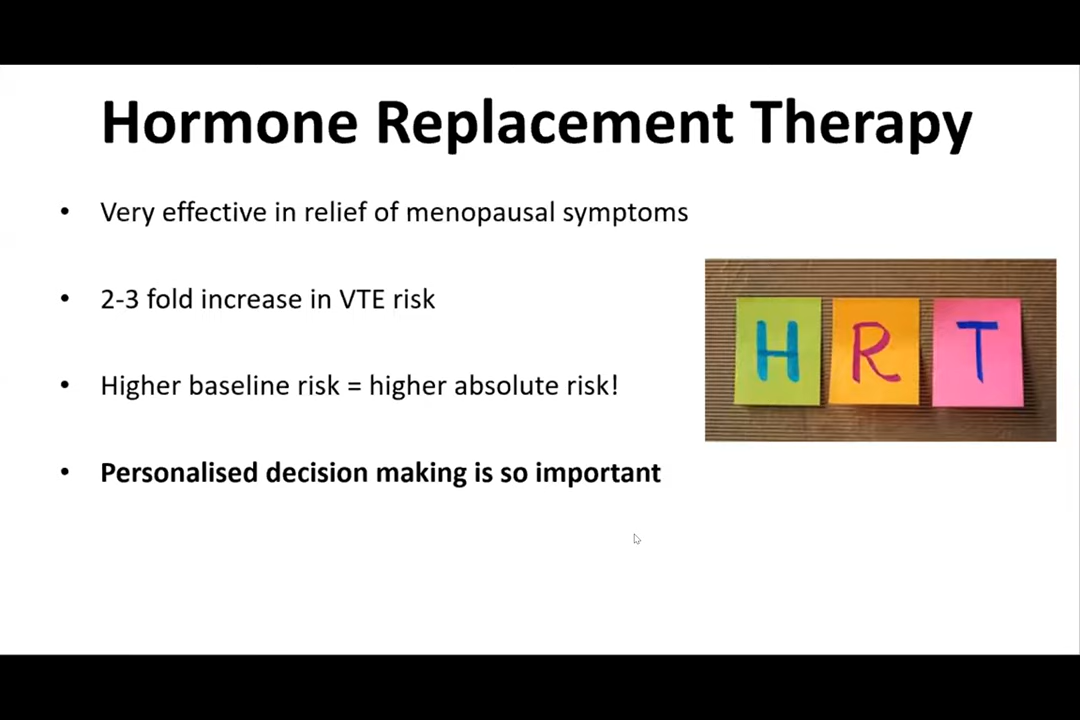 Hormone Replacement Therapy
• Very effective in relief of menopausal symptoms
• 2-3 fold increase in VTE risk
• Higher baseline risk = higher absolute risk!
• Personalised decision making is so important
H R T